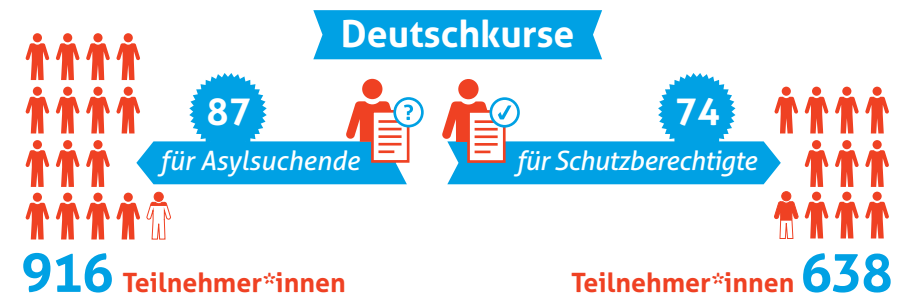 Deutschkurse
87
für Asylsuchende
?
916 Teilnehmer*innen
74
für Schutzberechtigte
Teilnehmer*innen 638